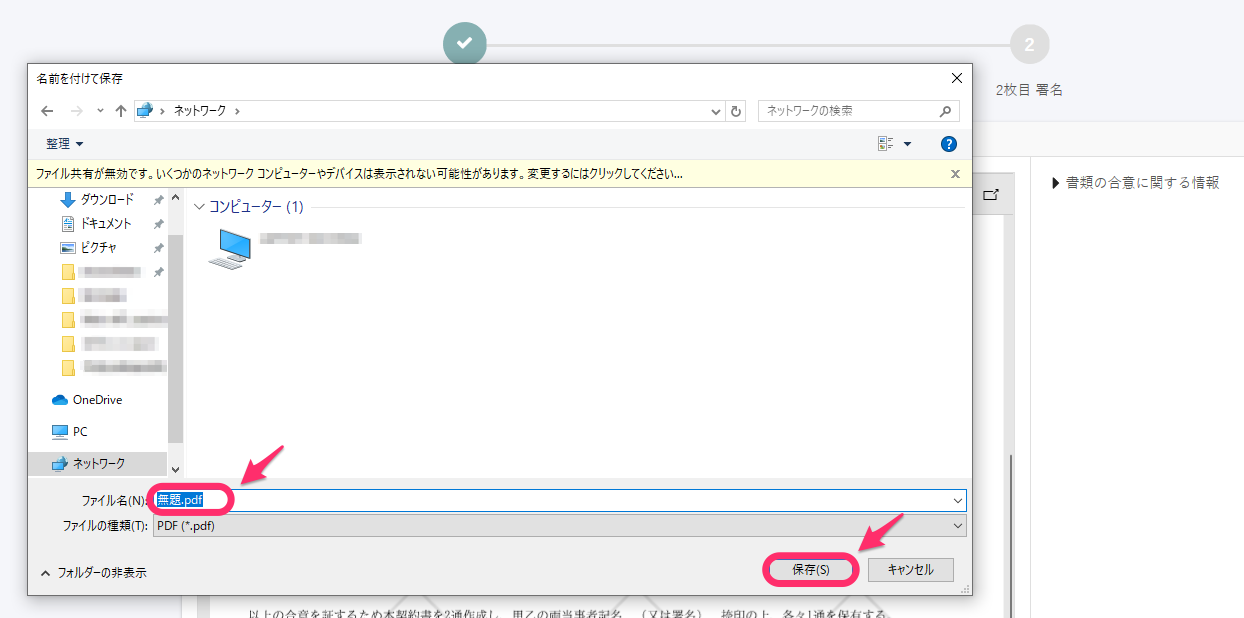 2
2枚目 署名
名前を付けて保存
ネットワーク
ネットワークの検索
整理
?
ファイル共有が無効です。いくつかのネットワーク コンピューターやデバイスは表示されない可能性があります。変更するにはクリックしてください...
ダウンロード
ドキュメント
ピクチャ
OneDrive
PC
ネットワーク
コンピューター (1)
書類の合意に関する情報
ファイル名(N):
無題.pdf
ファイルの種類(T):
PDF (*.pdf)
フォルダーの非表示
保存(S)
キャンセル
以上の合意を証するため本契約書を2通作成し、甲乙の両当事者記名、(又は署名)、捺印の上、各々1通を保有する。